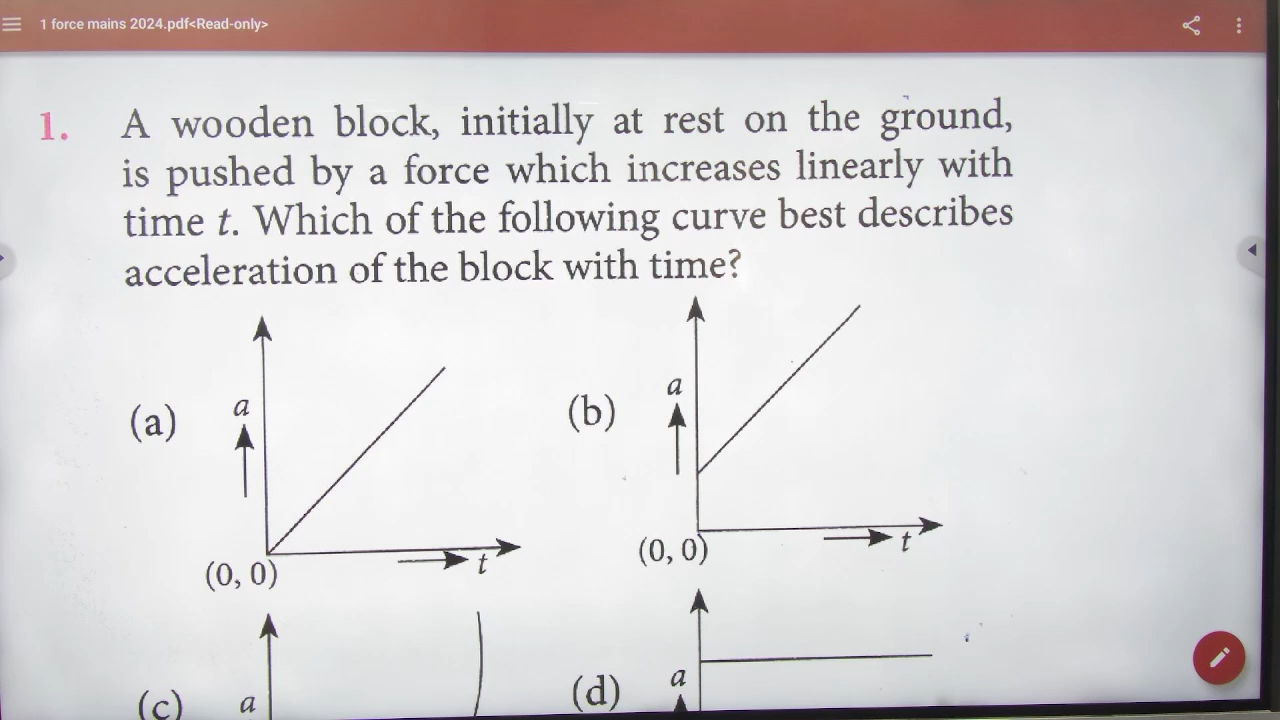 1 force mains 2024.pdf<Read-only>
1. A wooden block, initially at rest on the ground,
is pushed by a force which increases linearly with
time t. Which of the following curve best describes
acceleration of the block with time?
(a)
a
(0, 0)
t
(b)
a
(0, 0)
t
(c)
a
(d)
a